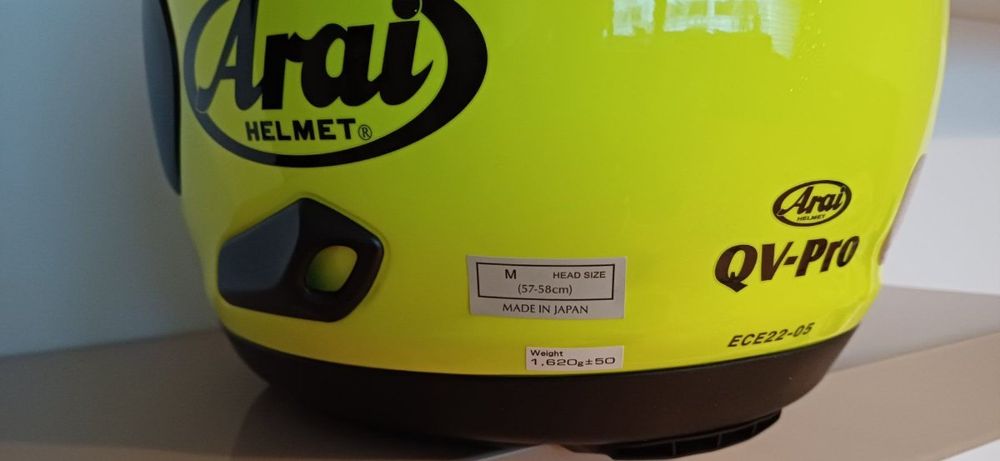 Arai
HELMET®
Arai
HELMET
QV-Pro
M HEAD SIZE
(57-58cm)
MADE IN JAPAN
ECE22-05
Weight
1,620g±50